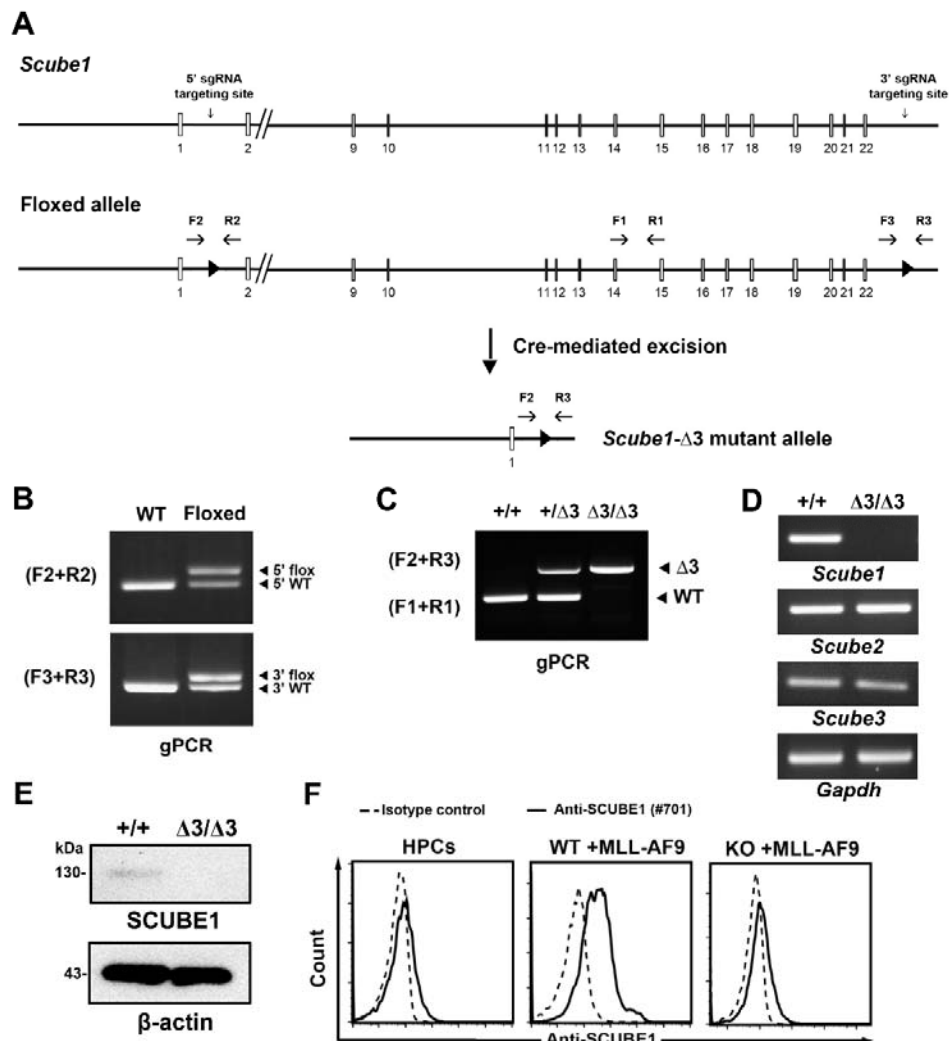 A
Scube1
5' sgRNA
targeting site
3' sgRNA
targeting site
1 2 9 10 11 12 13 14 15 16 17 18 19 20 21 22
Floxed allele
F2 R2 F1 R1 F3 R3
1 2 9 10 11 12 13 14 15 16 17 18 19 20 21 22
Cre-mediated excision
F2 R3
Scube1-Δ3 mutant allele
1
B
WT Floxed
(F2+R2)
5' flox
5' WT
(F3+R3)
3' flox
3' WT
gPCR
C
+/+ +/Δ3 Δ3/Δ3
(F2+R3)
Δ3
(F1+R1)
WT
gPCR
D
+/+ Δ3/Δ3
Scube1
Scube2
Scube3
Gapdh
E
+/+ Δ3/Δ3
kDa
130-
SCUBE1
43-
β-actin
F
Isotype control Anti-SCUBE1 (#701)
HPCs WT +MLL-AF9 KO +MLL-AF9
Count
Anti-SCUBE1